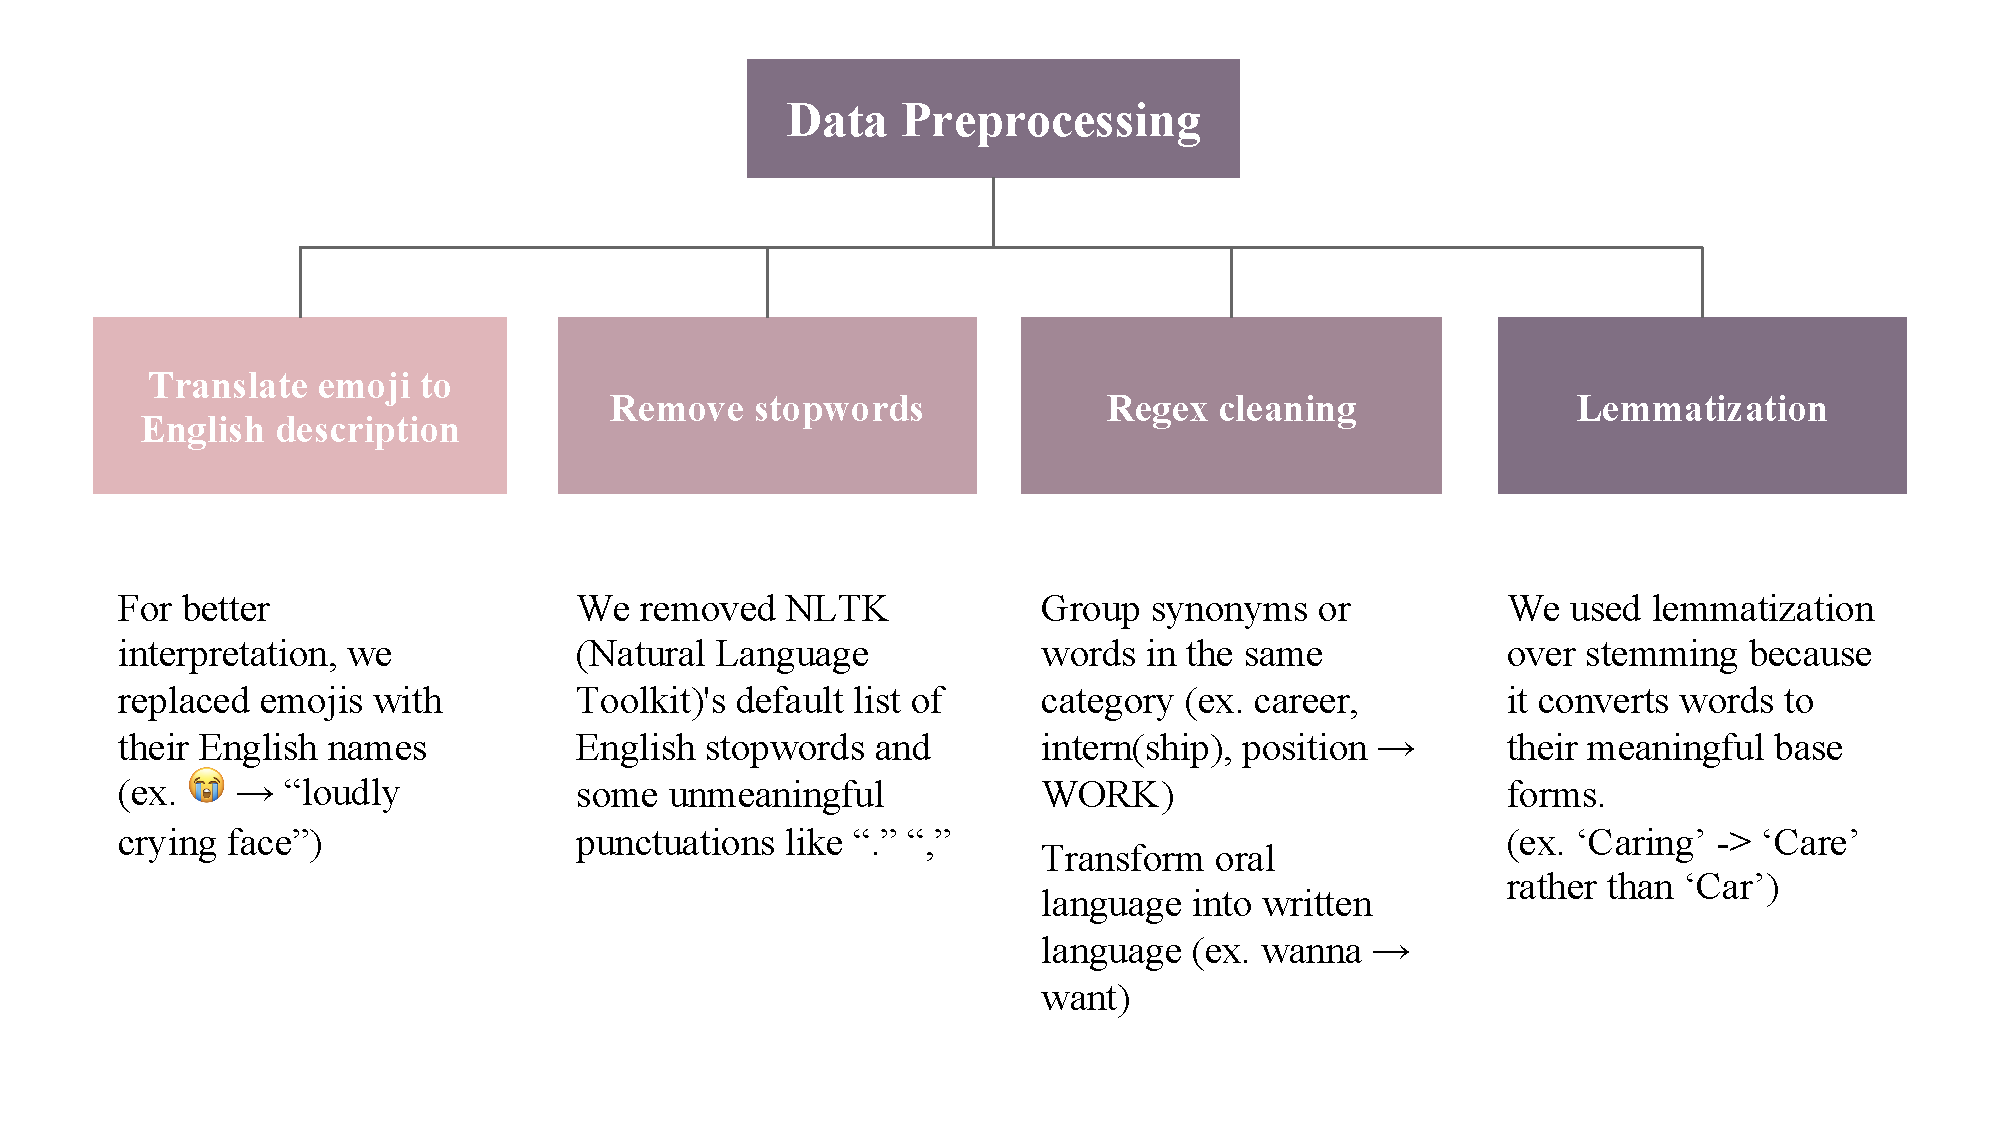 Data Preprocessing
Translate emoji to
English description
Remove stopwords
Regex cleaning
Lemmatization
For better
interpretation, we
replaced emojis with
their English names
(ex. 😭 → “loudly
crying face”)
We removed NLTK
(Natural Language
Toolkit)'s default list of
English stopwords and
some unmeaningful
punctuations like “.” “,”
Group synonyms or
words in the same
category (ex. career,
intern(ship), position →
WORK)
Transform oral
language into written
language (ex. wanna →
want)
We used lemmatization
over stemming because
it converts words to
their meaningful base
forms.
(ex. ‘Caring’ -> ‘Care’
rather than ‘Car’)